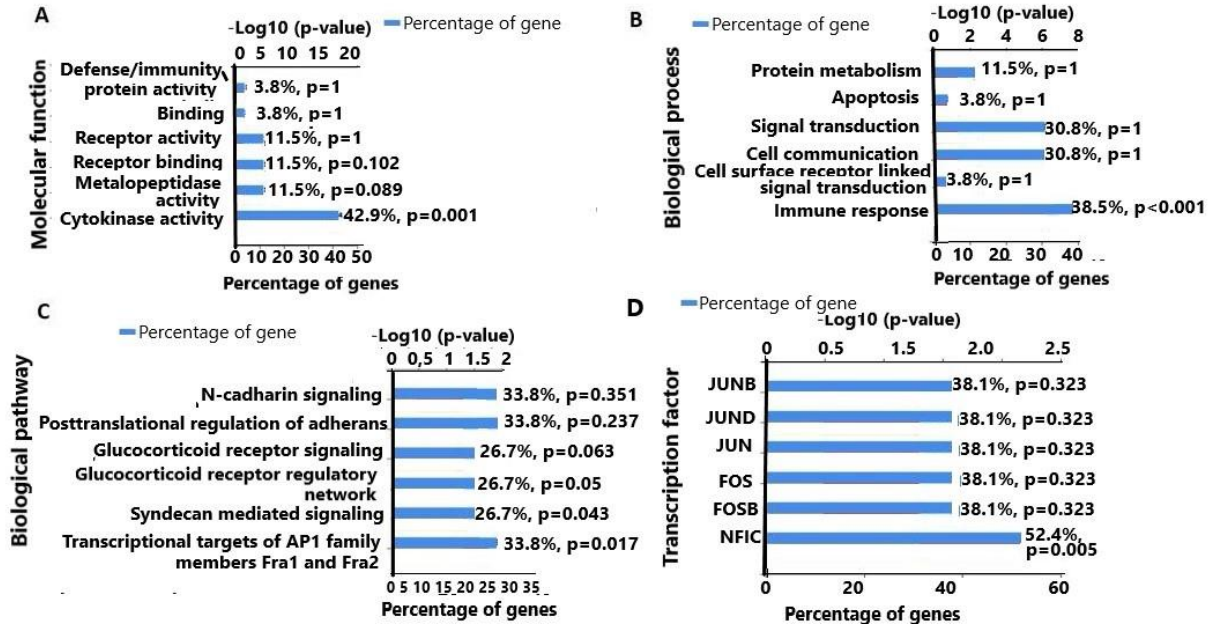 A
-Log10 (p-value)
Percentage of gene
0 5 10 15 20
Molecular function
Defense/immunity
protein activity
3.8%, p=1
Binding
3.8%, p=1
Receptor activity
11.5%, p=1
Receptor binding
11.5%, p=0.102
Metalopeptidase
activity
11.5%, p=0.089
Cytokinase activity
42.9%, p=0.001
0 10 20 30 40 50
Percentage of genes
B
-Log10 (p-value)
Percentage of gene
0 2 4 6 8
Biological process
Protein metabolism
11.5%, p=1
Apoptosis
3.8%, p=1
Signal transduction
30.8%, p=1
Cell communication
30.8%, p=1
Cell surface receptor linked
signal transduction
3.8%, p=1
Immune response
38.5%, p<0.001
0 10 20 30 40
Percentage of genes
C
Percentage of gene
-Log10 (p-value)
0 0,5 1 1.5 2
Biological pathway
N-cadharin signaling
33.8%, p=0.351
Posttranslational regulation of adherans
33.8%, p=0.237
Glucocorticoid receptor signaling
26.7%, p=0.063
Glucocorticoid receptor regulatory
network
26.7%, p=0.05
Syndecan mediated signaling
26.7%, p=0.043
Transcriptional targets of AP1 family
members Fra1 and Fra2
33.8%, p=0.017
0 5 10 15 20 25 30 35
Percentage of genes
D
Percentage of gene
-Log10 (p-value)
0 0.5 1.5 2.0 2.5
Transcription factor
JUNB
38.1%, p=0.323
JUND
38.1%, p=0.323
JUN
38.1%, p=0.323
FOS
38.1%, p=0.323
FOSB
38.1%, p=0.323
NFIC
52.4%,
p=0.005
0 20 40 60
Percentage of genes